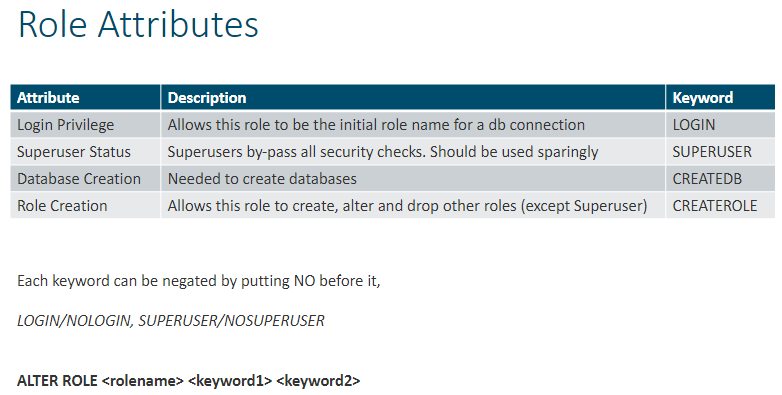 Role Attributes
Attribute Description Keyword
Login Privilege Allows this role to be the initial role name for a db connection LOGIN
Superuser Status Superusers by-pass all security checks. Should be used sparingly SUPERUSER
Database Creation Needed to create databases CREATEDB
Role Creation Allows this role to create, alter and drop other roles (except Superuser) CREATEROLE
Each keyword can be negated by putting NO before it,
LOGIN/NOLOGIN, SUPERUSER/NOSUPERUSER
ALTER ROLE <rolename> <keyword1> <keyword2>